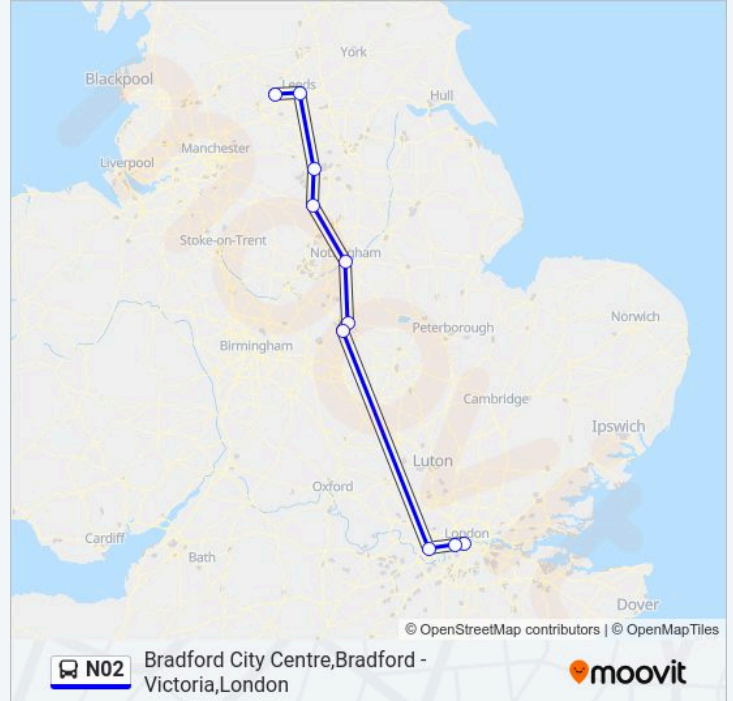 York
Blackpool
Leeds
Hull
Manchester
Liverpool
Stoke-on-Trent
Nottingham
Norwich
Peterborough
Birmingham
Cambridge
Ipswich
Luton
Oxford
London
Cardiff
Bath
Dover
© OpenStreetMap contributors | © OpenMapTiles
N02
Bradford City Centre,Bradford -
Victoria,London
moovit